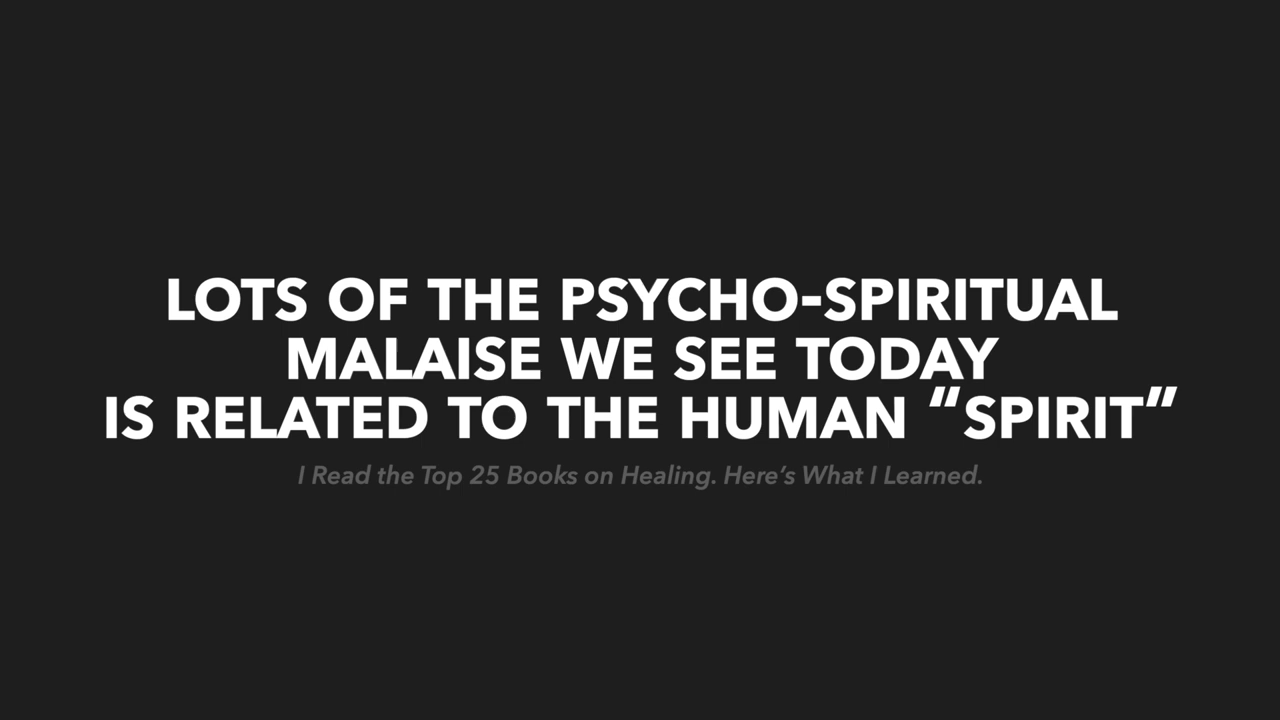 LOTS OF THE PSYCHO-SPIRITUAL
MALAISE WE SEE TODAY
IS RELATED TO THE HUMAN “SPIRIT”
I Read the Top 25 Books on Healing. Here’s What I Learned.